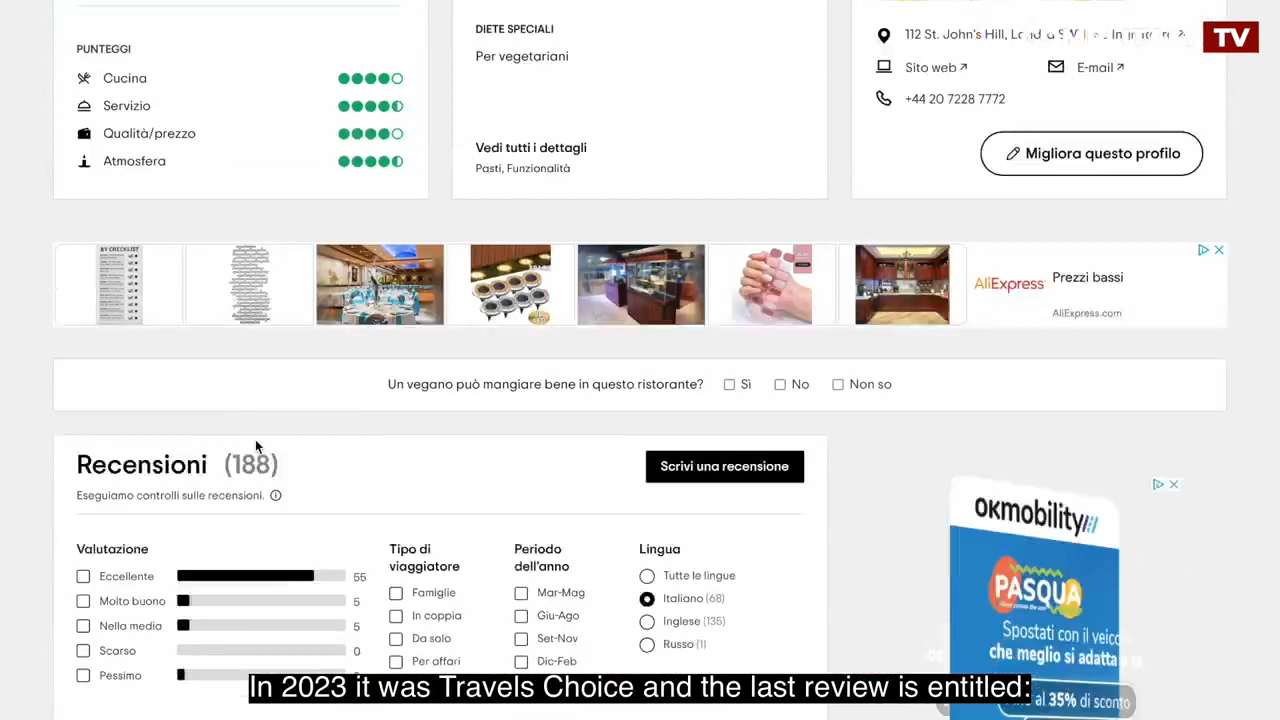 PUNTEGGI
Cucina
Servizio
Qualità/prezzo
Atmosfera
DIETE SPECIALI
Per vegetariani
Vedi tutti i dettagli
Pasti, Funzionalità
112 St. John's Hill,
TV
Sito web
E-mail
+44 20 7228 7772
Migliora questo profilo
RV CHECKLIST
AliExpress
Prezzi bassi
AliExpress.com
Un vegano può mangiare bene in questo ristorante?
Sì
No
Non so
Recensioni (188)
Scrivi una recensione
Eseguiamo controlli sulle recensioni.
Valutazione
Eccellente 55
Molto buono 5
Nella media 5
Scarso 0
Pessimo
Tipo di
viaggiatore
Famiglie
In coppia
Da solo
Per affari
Periodo
dell'anno
Mar-Mag
Giu-Ago
Set-Nov
Dic-Feb
Lingua
Tutte le lingue
Italiano (68)
Inglese (135)
Russo (1)
OKmobility
PASQUA
Spostati con il
che meglio si adatta
al 35% di sconto
In 2023 it was Travels Choice and the last review is entitled: